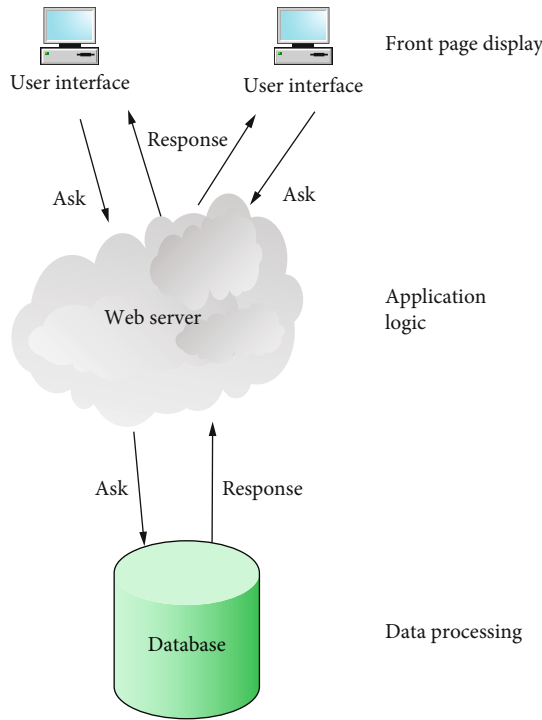 Front page display
User interface
User interface
Response
Ask
Ask
Web server
Application
logic
Ask
Response
Database
Data processing